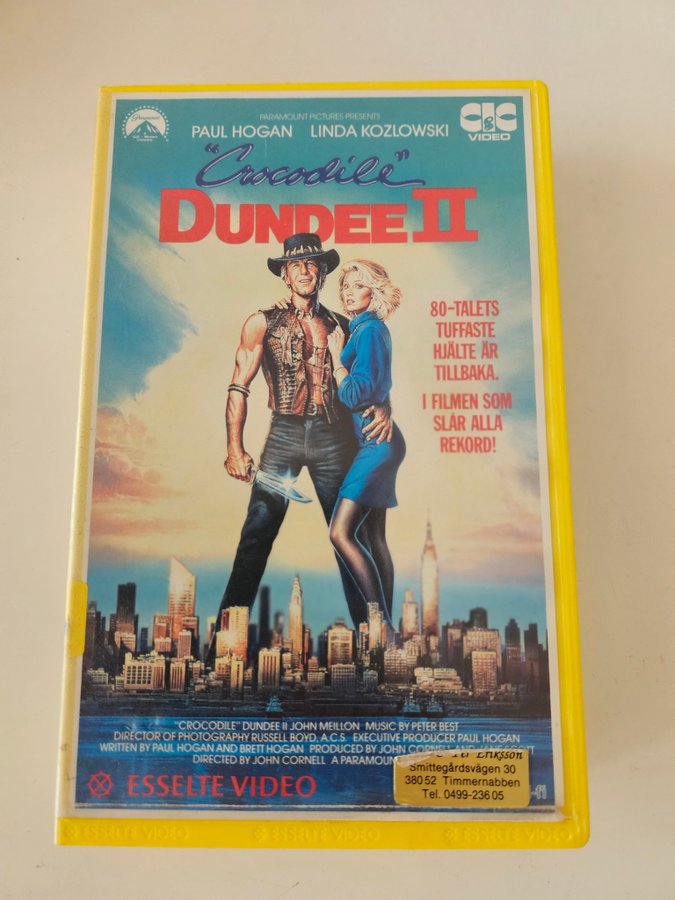 PARAMOUNT PICTURES PRESENTS
Paramount
PAUL HOGAN LINDA KOZLOWSKI
CIC
VIDEO
"Crocodile"
DUNDEE II
80-TALETS
TUFFASTE
HJÄLTE ÄR
TILLBAKA.
I FILMEN SOM
SLÅR ALLA
REKORD!
"CROCODILE" DUNDEE II JOHN MEILLON MUSIC BY PETER BEST
DIRECTOR OF PHOTOGRAPHY RUSSELL BOYD, A.C.S. EXECUTIVE PRODUCER PAUL HOGAN
WRITTEN BY PAUL HOGAN AND BRETT HOGAN PRODUCED BY JOHN CORNELL AND JANE SCOTT
DIRECTED BY JOHN CORNELL A PARAMOUNT
ESSELTE VIDEO
Eriksson
Smittegårdsvägen 30
380 52 Timmernabben
Tel. 0499-236 05
-fi
ESSELTE VIDEO ESSELTE VIDEO ESSELTE VIDEO